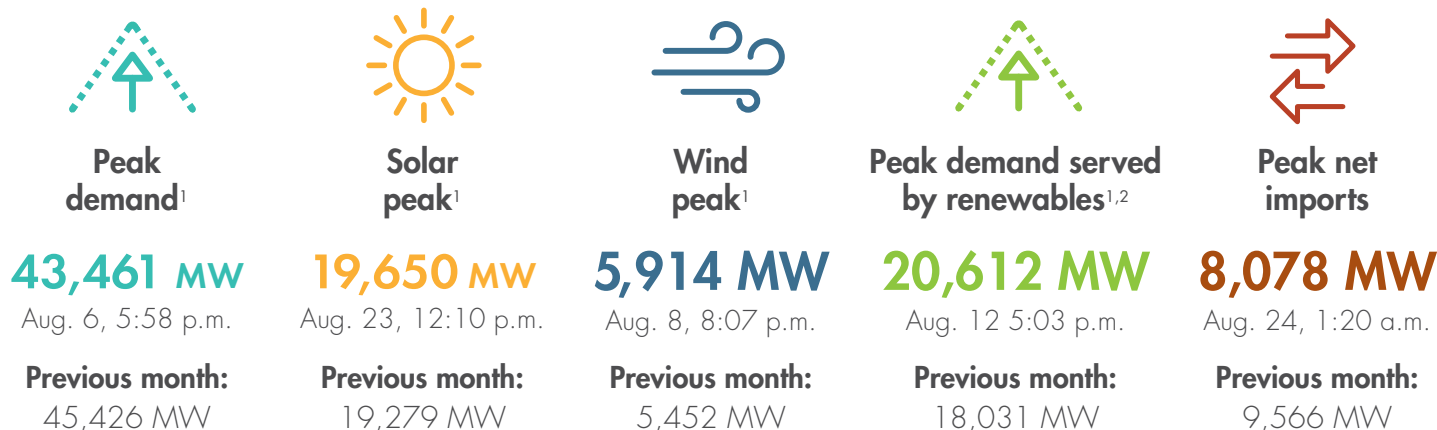 Peak
demand1
43,461 MW
Aug. 6, 5:58 p.m.
Previous month:
45,426 MW
Solar
peak1
19,650 MW
Aug. 23, 12:10 p.m.
Previous month:
19,279 MW
Wind
peak1
5,914 MW
Aug. 8, 8:07 p.m.
Previous month:
5,452 MW
Peak demand served
by renewables1,2
20,612 MW
Aug. 12 5:03 p.m.
Previous month:
18,031 MW
Peak net
imports
8,078 MW
Aug. 24, 1:20 a.m.
Previous month:
9,566 MW